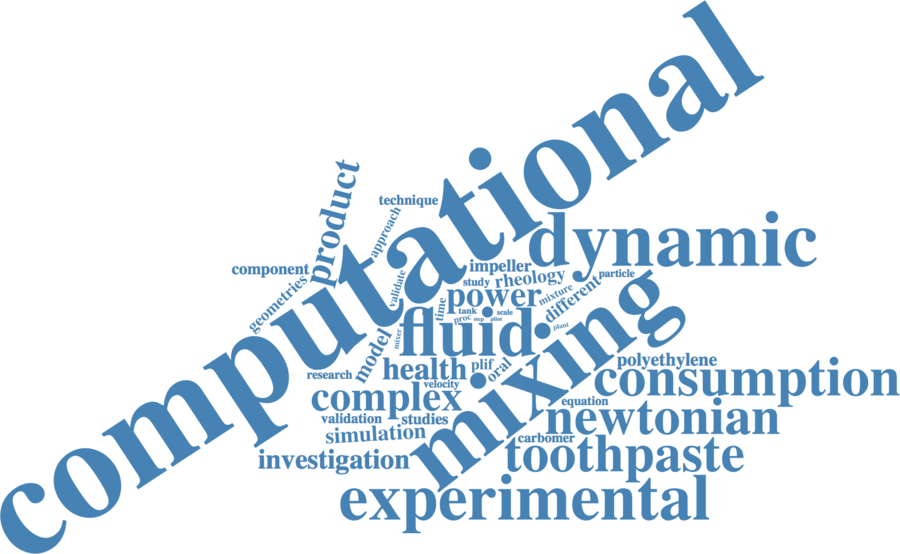 computational
product
technique
approach
dynamic
component
geometries
validate
impeller
study
rheology
particle
power
mixture
different
time
tank
scale
proc
step
pilot
plant
fluid
mixer
model
mixing
health
plif
oral
polyethylene
research
velocity
consumption
complex
equation
validation
studies
newtonian
simulation
carbomer
investigation
toothpaste
experimental